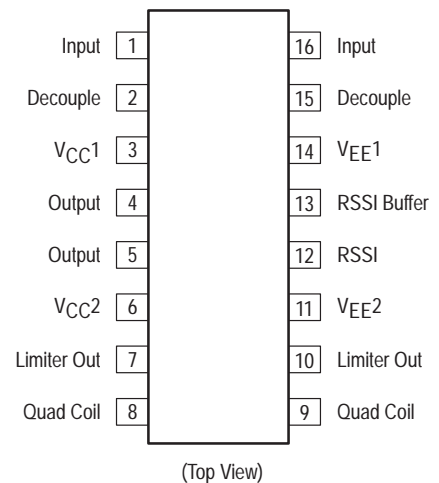 Input 1 16 Input
Decouple 2 15 Decouple
VCC1 3 14 VEE1
Output 4 13 RSSI Buffer
Output 5 12 RSSI
VCC2 6 11 VEE2
Limiter Out 7 10 Limiter Out
Quad Coil 8 9 Quad Coil
(Top View)